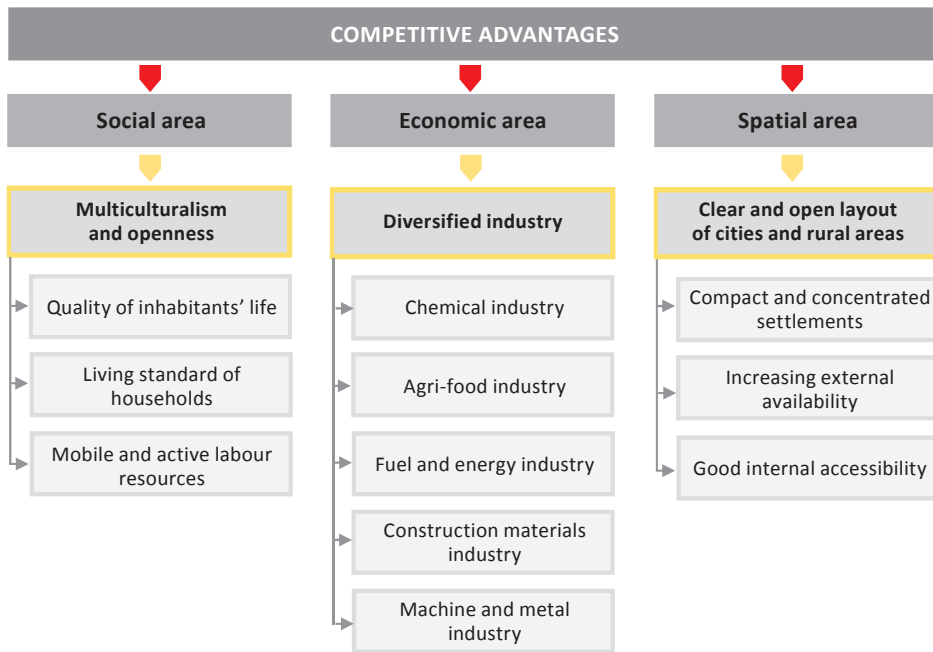 COMPETITIVE ADVANTAGES
Social area
Multiculturalism
and openness
Quality of inhabitants’ life
Living standard of
households
Mobile and active labour
resources
Economic area
Diversified industry
Chemical industry
Agri-food industry
Fuel and energy industry
Construction materials
industry
Machine and metal
industry
Spatial area
Clear and open layout
of cities and rural areas
Compact and concentrated
settlements
Increasing external
availability
Good internal accessibility